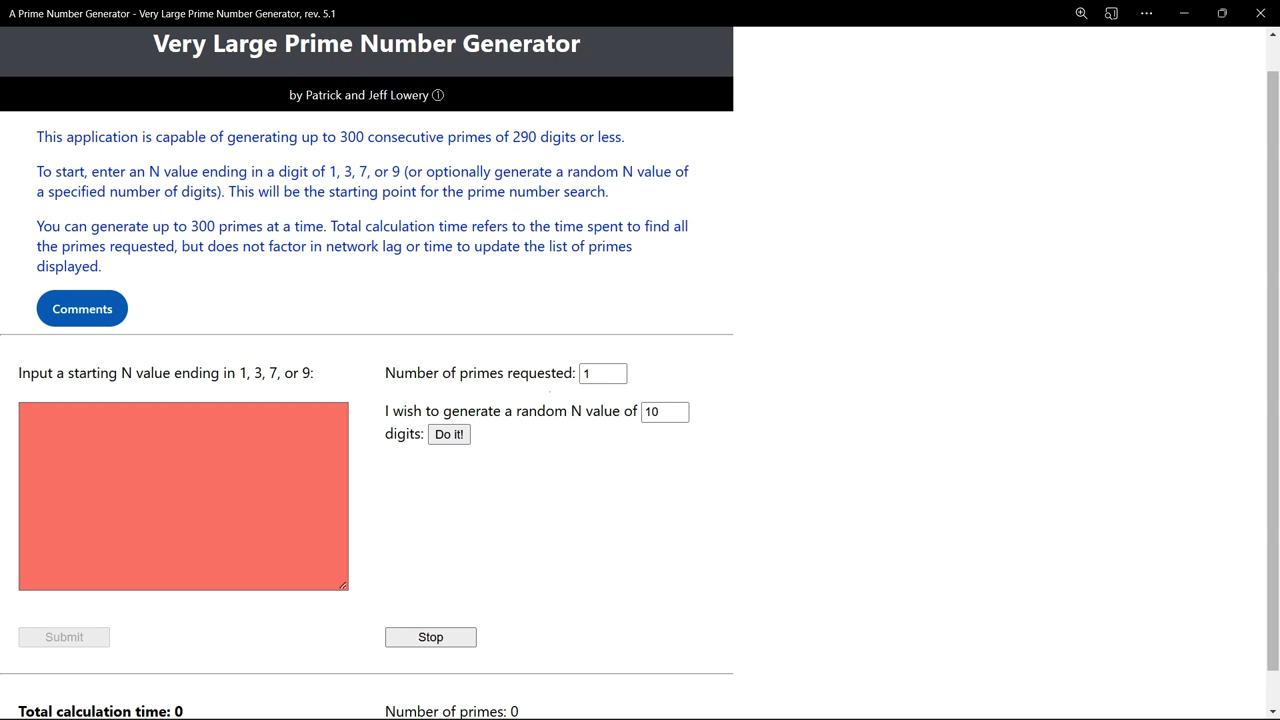 A Prime Number Generator - Very Large Prime Number Generator, rev. 5.1
Very Large Prime Number Generator
by Patrick and Jeff Lowery ①
This application is capable of generating up to 300 consecutive primes of 290 digits or less.
To start, enter an N value ending in a digit of 1, 3, 7, or 9 (or optionally generate a random N value of
a specified number of digits). This will be the starting point for the prime number search.
You can generate up to 300 primes at a time. Total calculation time refers to the time spent to find all
the primes requested, but does not factor in network lag or time to update the list of primes
displayed.
Comments
Input a starting N value ending in 1, 3, 7, or 9:
Number of primes requested: 1
I wish to generate a random N value of 10
digits: Do it!
Submit
Stop
Total calculation time: 0
Number of primes: 0